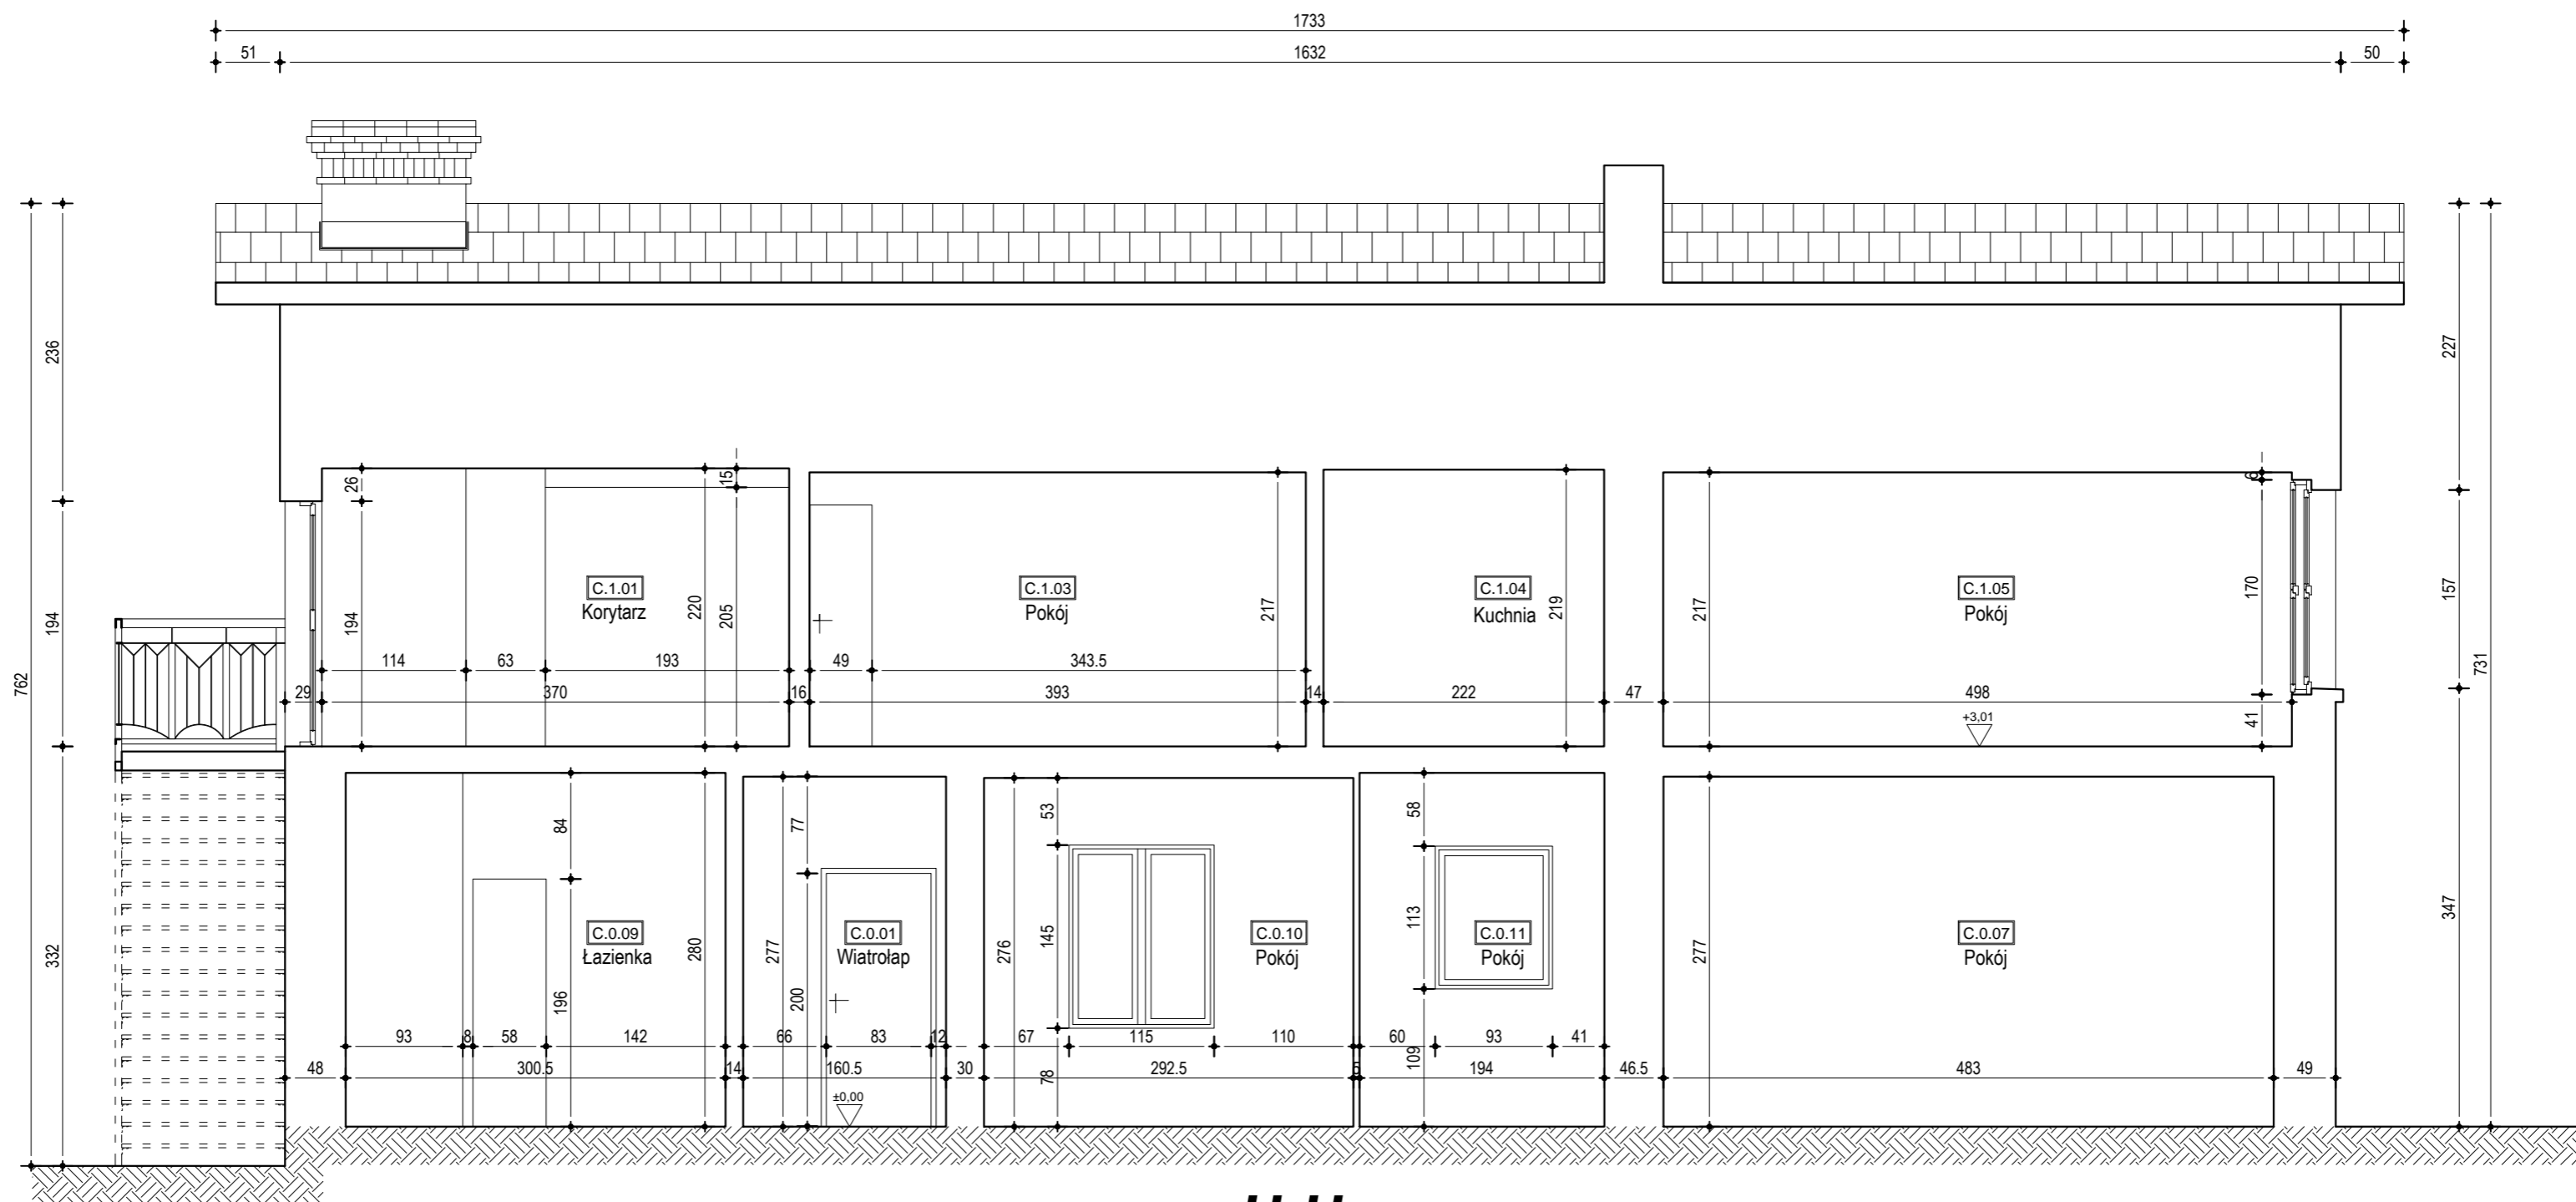 1733
51 1632 50
236 227
26 15 6
C.1.01 C.1.03 C.1.04 C.1.05
Korytarz Pokój Kuchnia Pokój
194 194 220 205 217 219 217 170 157
762 731
114 63 193 49 343.5
29 370 16 393 14 222 47 498
+3,01 41
84 77 53 58
C.0.09 C.0.01 C.0.10 C.0.11 C.0.07
Łazienka Wiatrołap Pokój Pokój Pokój
332 196 280 277 200 276 145 113 277 347
93 8 58 142 66 83 12 67 115 110 60 93 41
48 300.5 14 160.5 30 78 292.5 5 109 194 46.5 483 49
±0,00